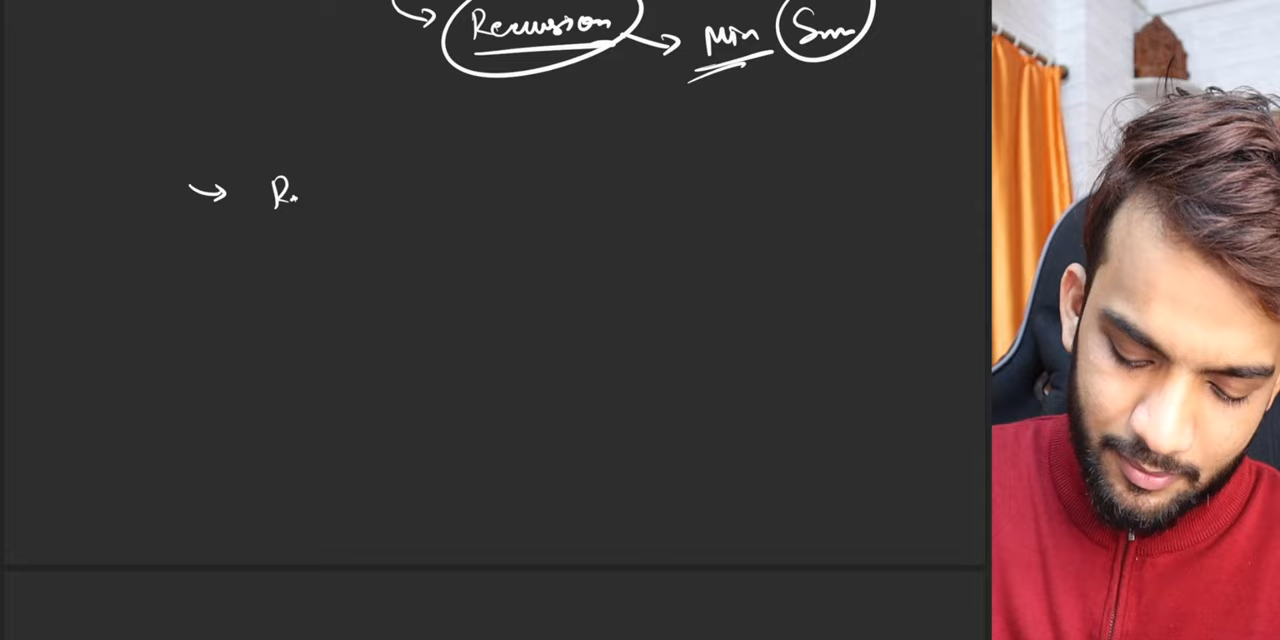 Recursion → Min Sum
→ R